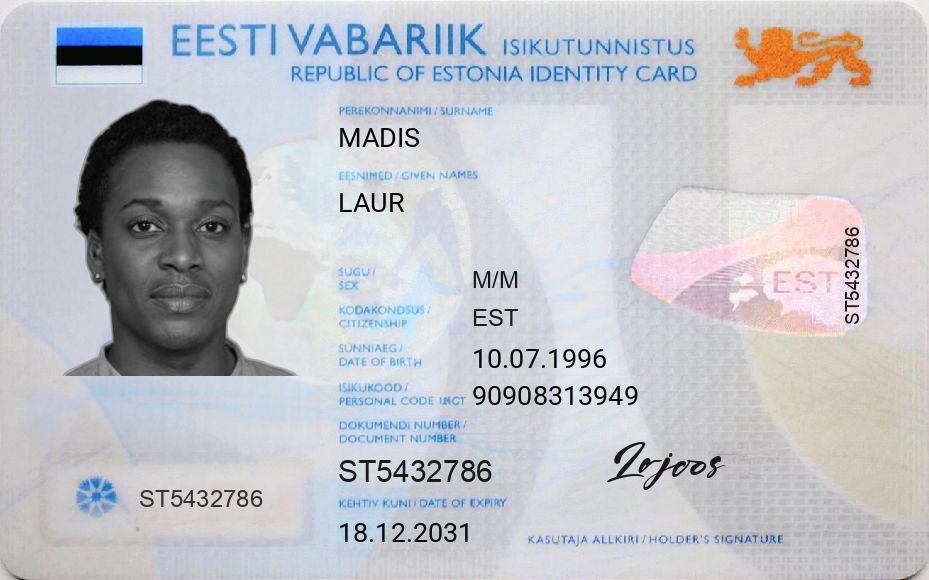 EESTI VABARIIK ISIKUTUNNISTUS
REPUBLIC OF ESTONIA IDENTITY CARD
PEREKONNANIMI / SURNAME
MADIS
EESNIMED / GIVEN NAMES
LAUR
SUGU /
SEX
M/M
KODAKONDSUS /
CITIZENSHIP
EST
SÜNNIAEG /
DATE OF BIRTH
10.07.1996
ISIKUKOOD /
PERSONAL CODE
90908313949
DOKUMENDI NUMBER /
DOCUMENT NUMBER
ST5432786
KEHTIV KUNI / DATE OF EXPIRY
18.12.2031
ST5432786
EST
ST5432786
KASUTAJA ALLKIRI / HOLDER'S SIGNATURE